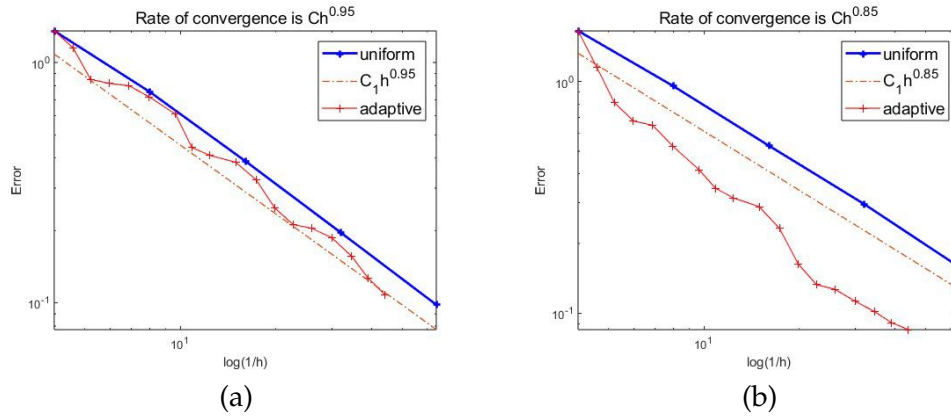 Rate of convergence is Ch^0.95
uniform
C_1h^0.95
adaptive
10^0
10^-1
Error
10^1
log(1/h)
(a)
Rate of convergence is Ch^0.85
uniform
C_1h^0.85
adaptive
10^0
10^-1
Error
10^1
log(1/h)
(b)